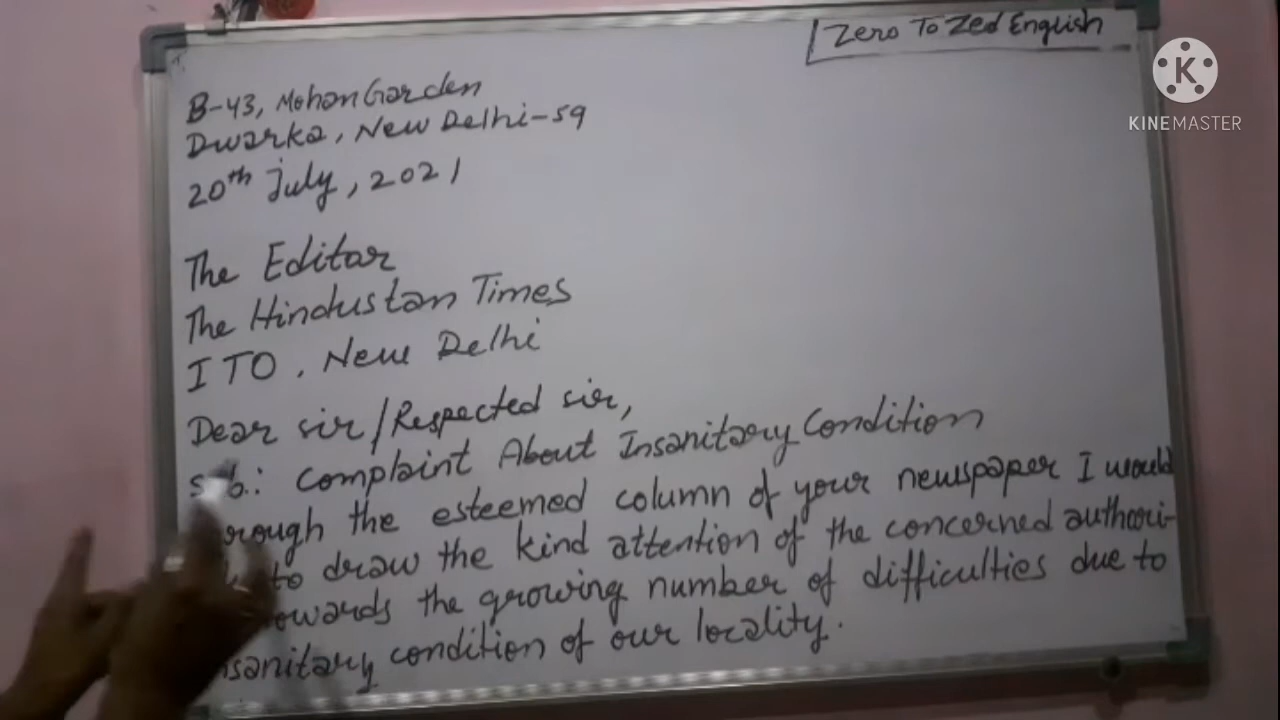 Zero To Zed English
KINEMASTER
B-43, Mohan Garden
Dwarka, New Delhi-59
20th july, 2021
The Editor
The Hindustan Times
ITO, New Delhi
Dear sir/Respected sir,
Complaint About Insanitary Condition
the esteemed column of your newspaper I would
to draw the kind attention of the concerned authori-
the growing number of difficulties due to
condition of our locality.